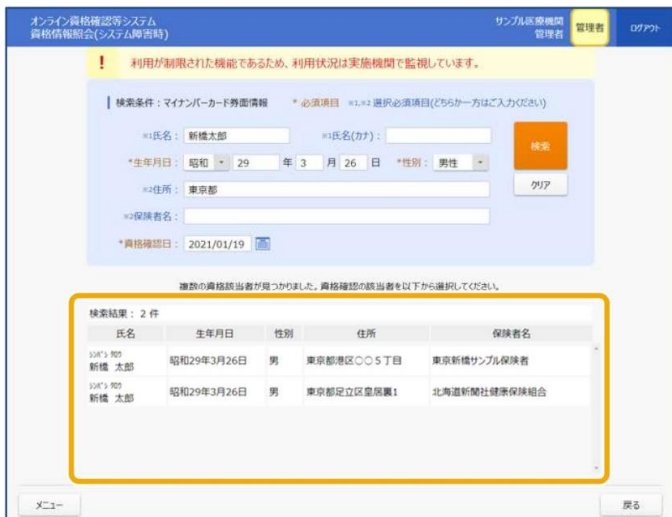 オンライン資格確認等システム
資格情報照会(システム障害時)
サンプル医療機関
管理者
管理者
ログアウト
! 利用が制限された機能であるため、利用状況は実施機関で監視しています。
検索条件:マイナンバーカード券面情報 * 必須項目 ※1,※2 選択必須項目(どちらか一方はご入力ください)
※1氏名: 新橋太郎 ※1氏名(カナ):
*生年月日: 昭和 29 年 3 月 26 日 *性別: 男性
※2住所: 東京都
※2保険者名:
*資格確認日: 2021/01/19
検索
クリア
複数の資格該当者が見つかりました。資格確認の該当者を以下から選択してください。
検索結果: 2 件
氏名 生年月日 性別 住所 保険者名
ｼﾝﾊﾞｼ ﾀﾛｳ
新橋 太郎 昭和29年3月26日 男 東京都港区〇〇5丁目 東京新橋サンプル保険者
ｼﾝﾊﾞｼ ﾀﾛｳ
新橋 太郎 昭和29年3月26日 男 東京都足立区皇居裏1 北海道新聞社健康保険組合
メニュー 戻る